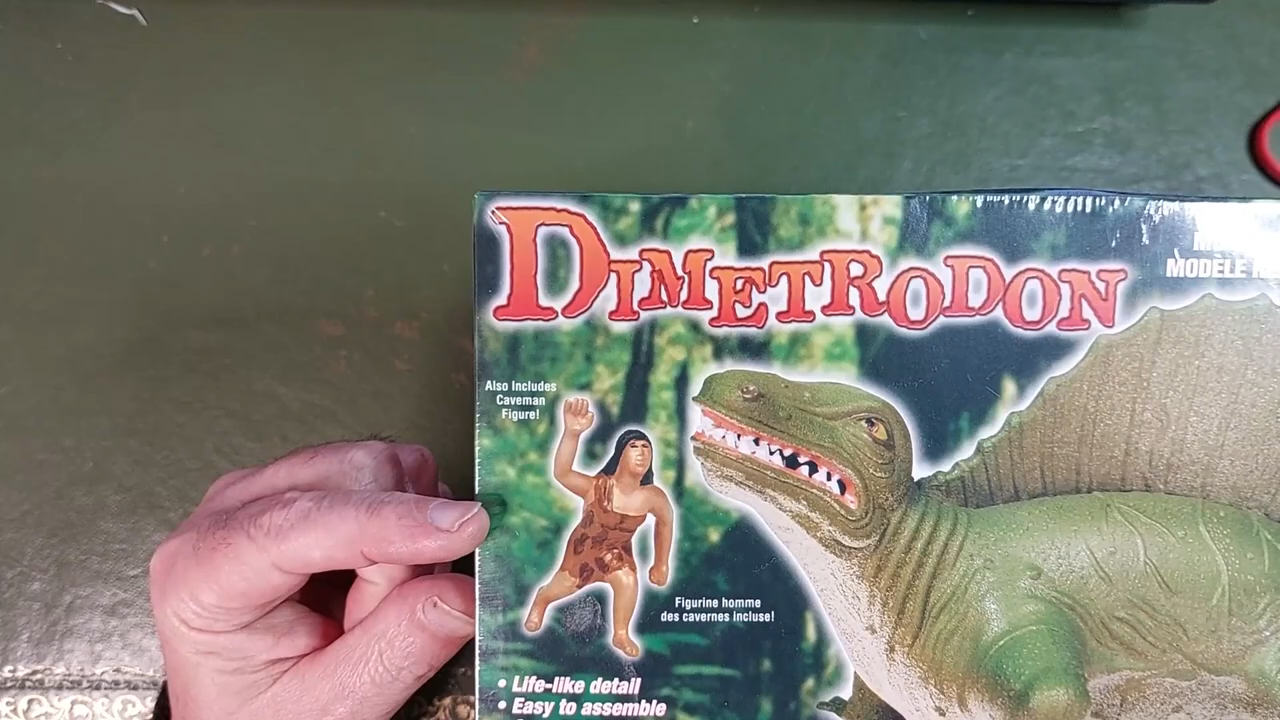 DIMETRODON
MODÈLE
Also Includes
Caveman
Figure!
Figurine homme
des cavernes incluse!
• Life-like detail
• Easy to assemble